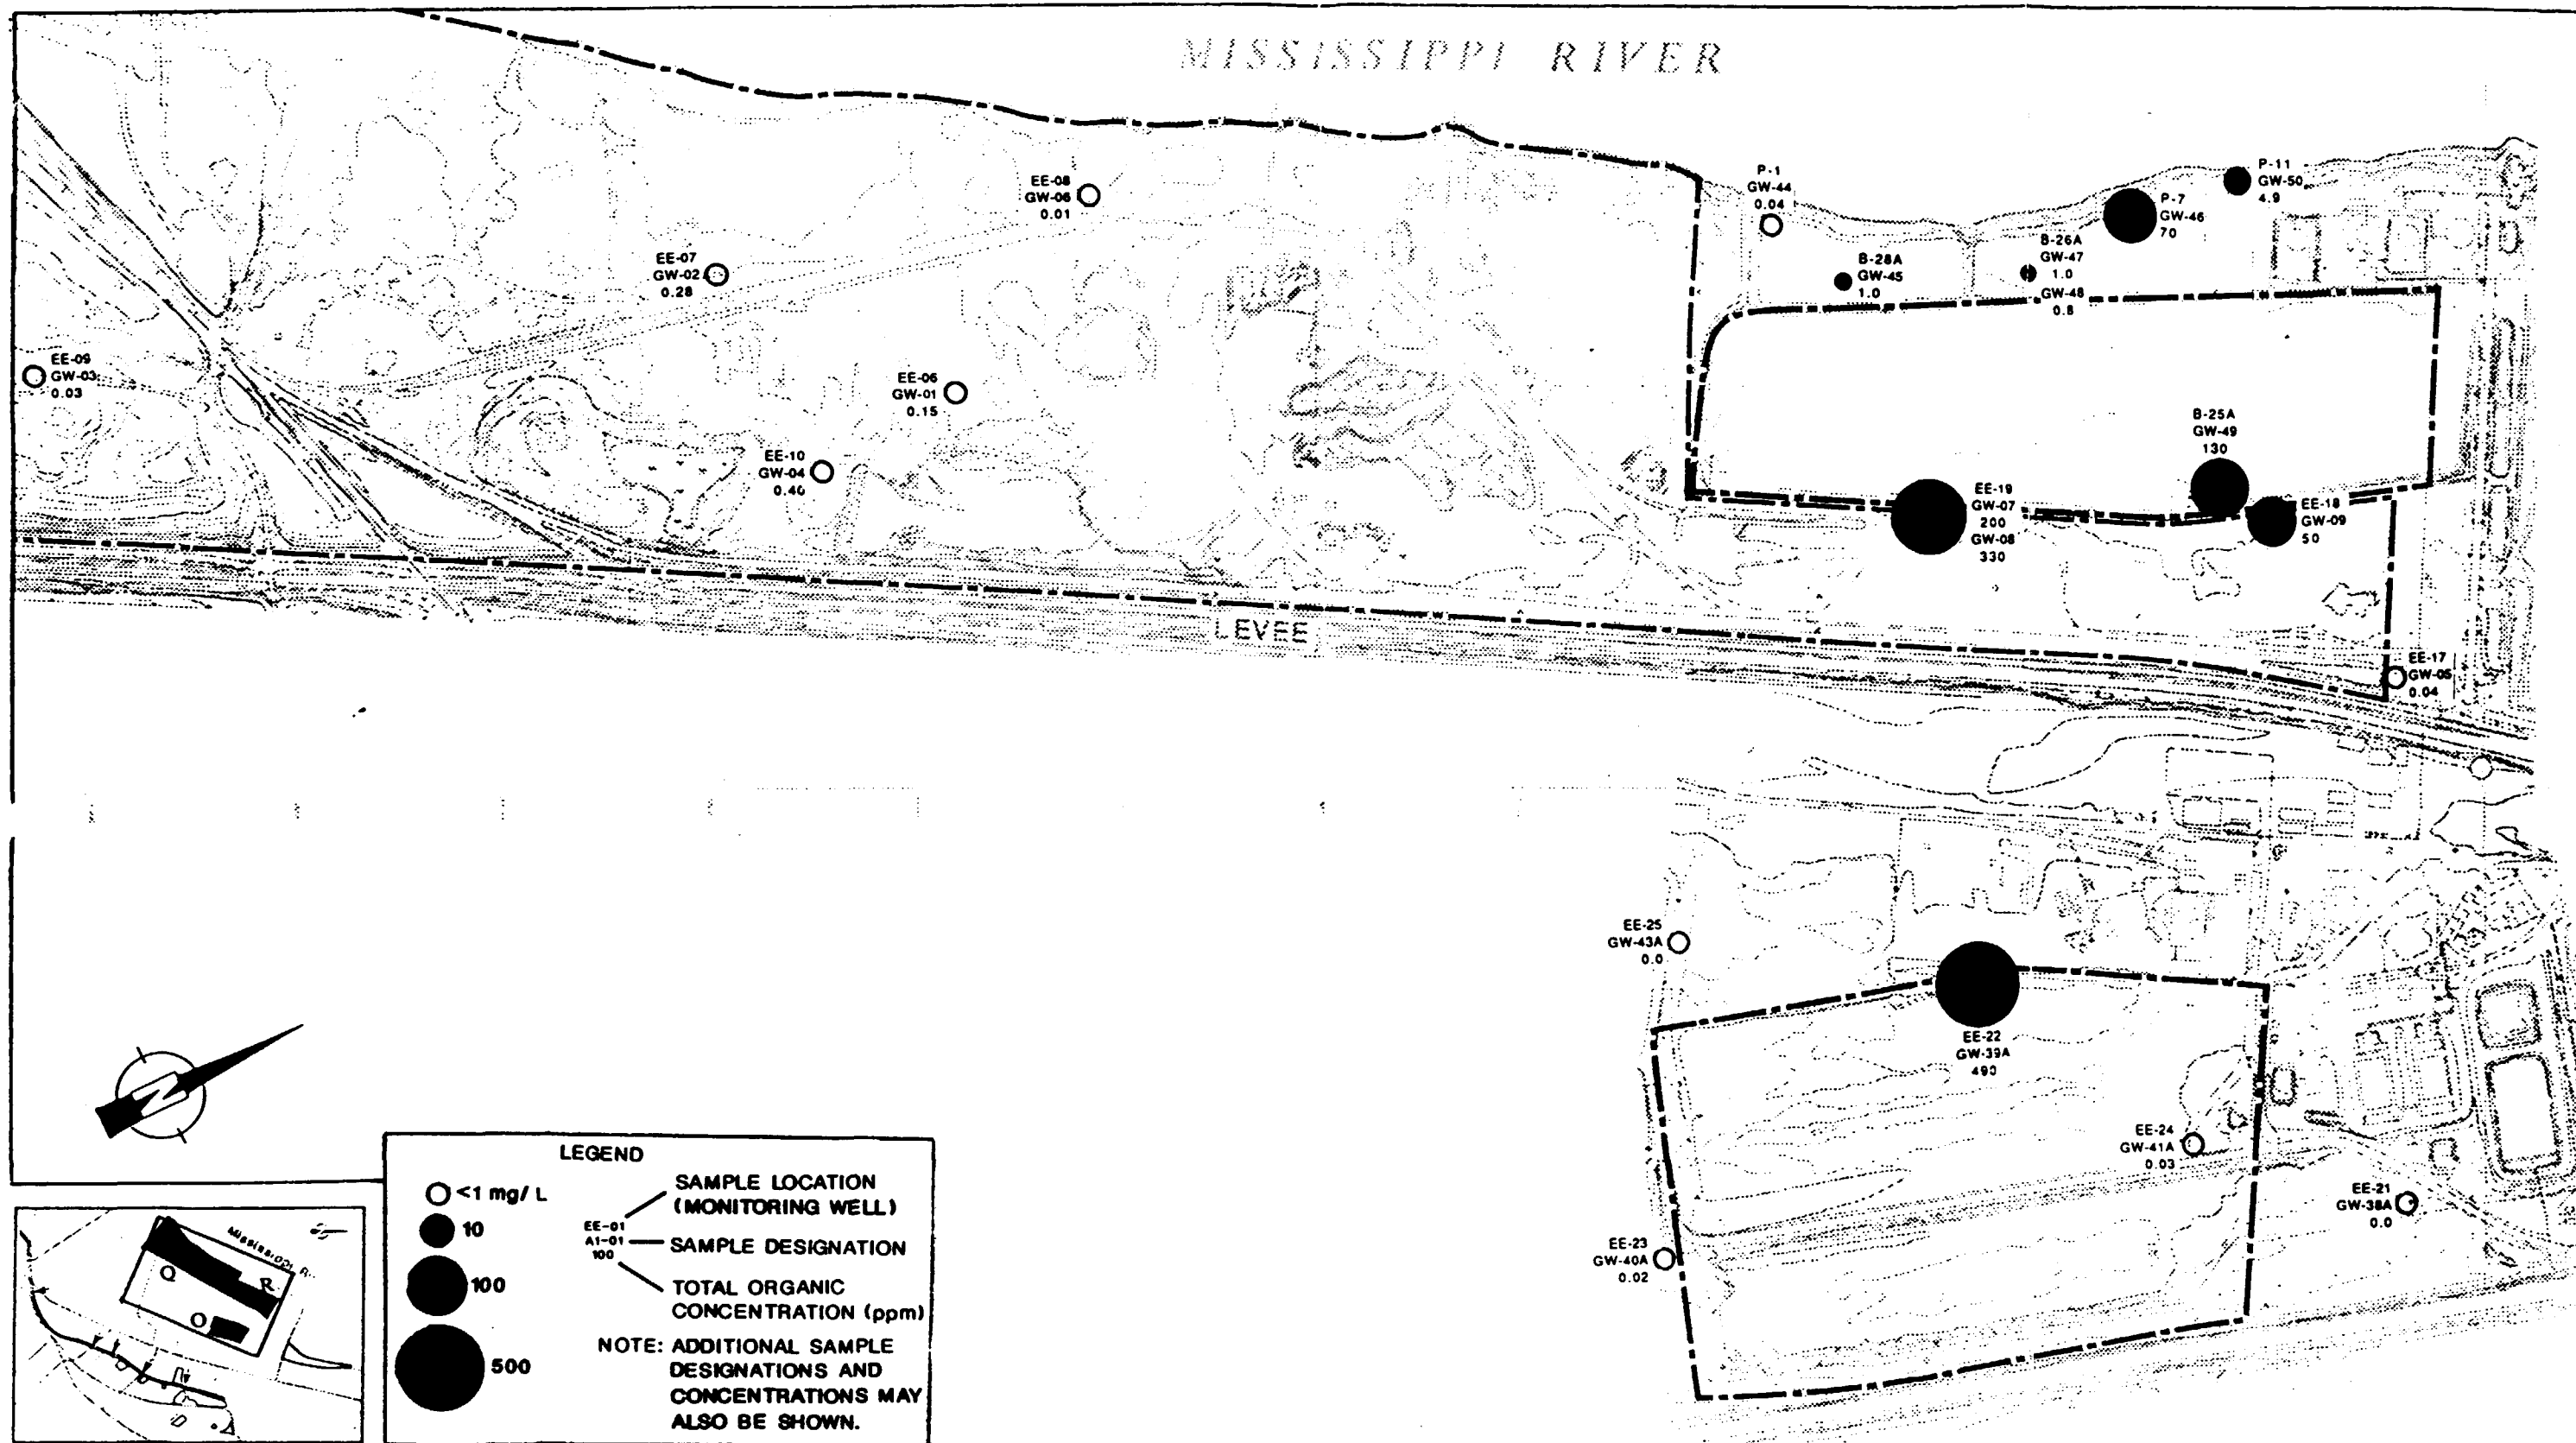 MISSISSIPPI RIVER
P-1
GW-44
0.04
P-11
GW-50
4.9
P-7
GW-46
70
EE-08
GW-06
0.01
B-26A
GW-47
1.0
GW-48
0.8
B-28A
GW-45
1.0
EE-07
GW-02
0.28
EE-09
GW-03
0.03
EE-06
GW-01
0.15
EE-10
GW-04
0.40
B-25A
GW-49
130
EE-19
GW-07
200
GW-08
330
EE-18
GW-09
50
LEVEE
EE-17
GW-05
0.04
EE-25
GW-43A
0.0
EE-22
GW-39A
490
EE-24
GW-41A
0.03
EE-21
GW-38A
0.0
EE-23
GW-40A
0.02
LEGEND
<1 mg/L
10
100
500
SAMPLE LOCATION
(MONITORING WELL)
EE-01
A1-01
100
SAMPLE DESIGNATION
TOTAL ORGANIC
CONCENTRATION (ppm)
NOTE: ADDITIONAL SAMPLE
DESIGNATIONS AND
CONCENTRATIONS MAY
ALSO BE SHOWN.
Mississippi R.
Q
R
O